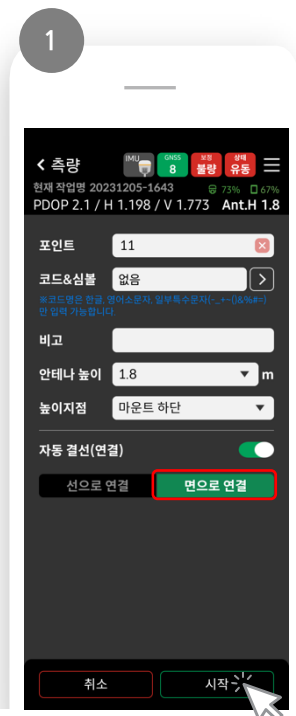 1
< 측량 IMU GNSS 8 보정 불량 상태 유동
현재 작업명 20231205-1643 73% 67%
PDOP 2.1 / H 1.198 / V 1.773 Ant.H 1.8
포인트 11
코드&심볼 없음
※코드명은 한글, 영어소문자, 일부특수문자(-_+~()&%#=)
만 입력 가능합니다.
비고
안테나 높이 1.8 m
높이지점 마운트 하단
자동 결선(연결)
선으로 연결 면으로 연결
취소 시작